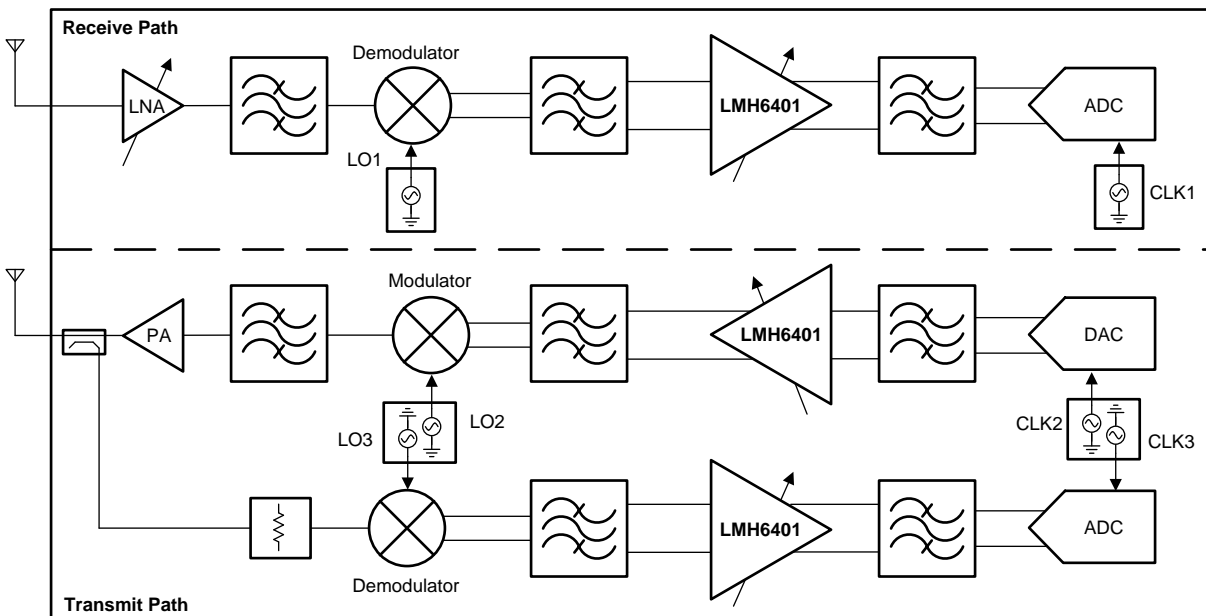 Receive Path
Demodulator
LNA
LMH6401
ADC
LO1
CLK1
Modulator
PA
LMH6401
DAC
LO3
LO2
CLK2
CLK3
LMH6401
ADC
Demodulator
Transmit Path